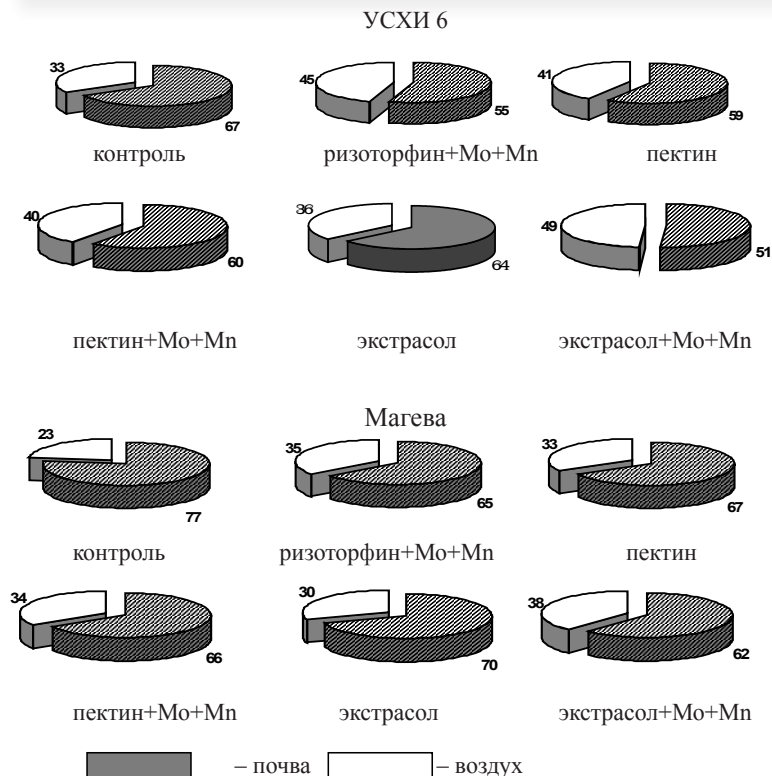 УСХИ 6
33 67 45 55 41 59
контроль ризоторфин+Mo+Mn пектин
40 60 36 64 49 51
пектин+Mo+Mn экстрасол экстрасол+Mo+Mn
Магева
23 77 35 65 33 67
контроль ризоторфин+Mo+Mn пектин
34 66 30 70 38 62
пектин+Mo+Mn экстрасол экстрасол+Mo+Mn
– почва – воздух